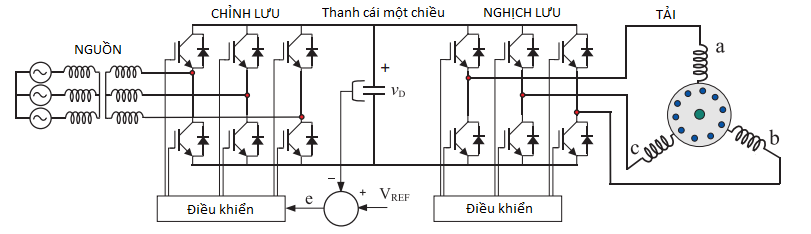 NGUỒN
CHỈNH LƯU
Thanh cái một chiều
NGHỊCH LƯU
TẢI
+
vD
a
b
c
−
+
e
VREF
Điều khiển
Điều khiển